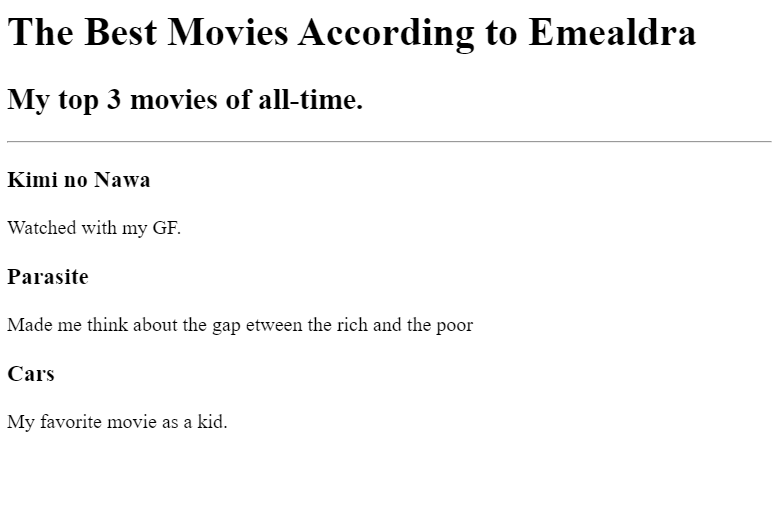 The Best Movies According to Emealdra
My top 3 movies of all-time.
Kimi no Nawa
Watched with my GF.
Parasite
Made me think about the gap etween the rich and the poor
Cars
My favorite movie as a kid.